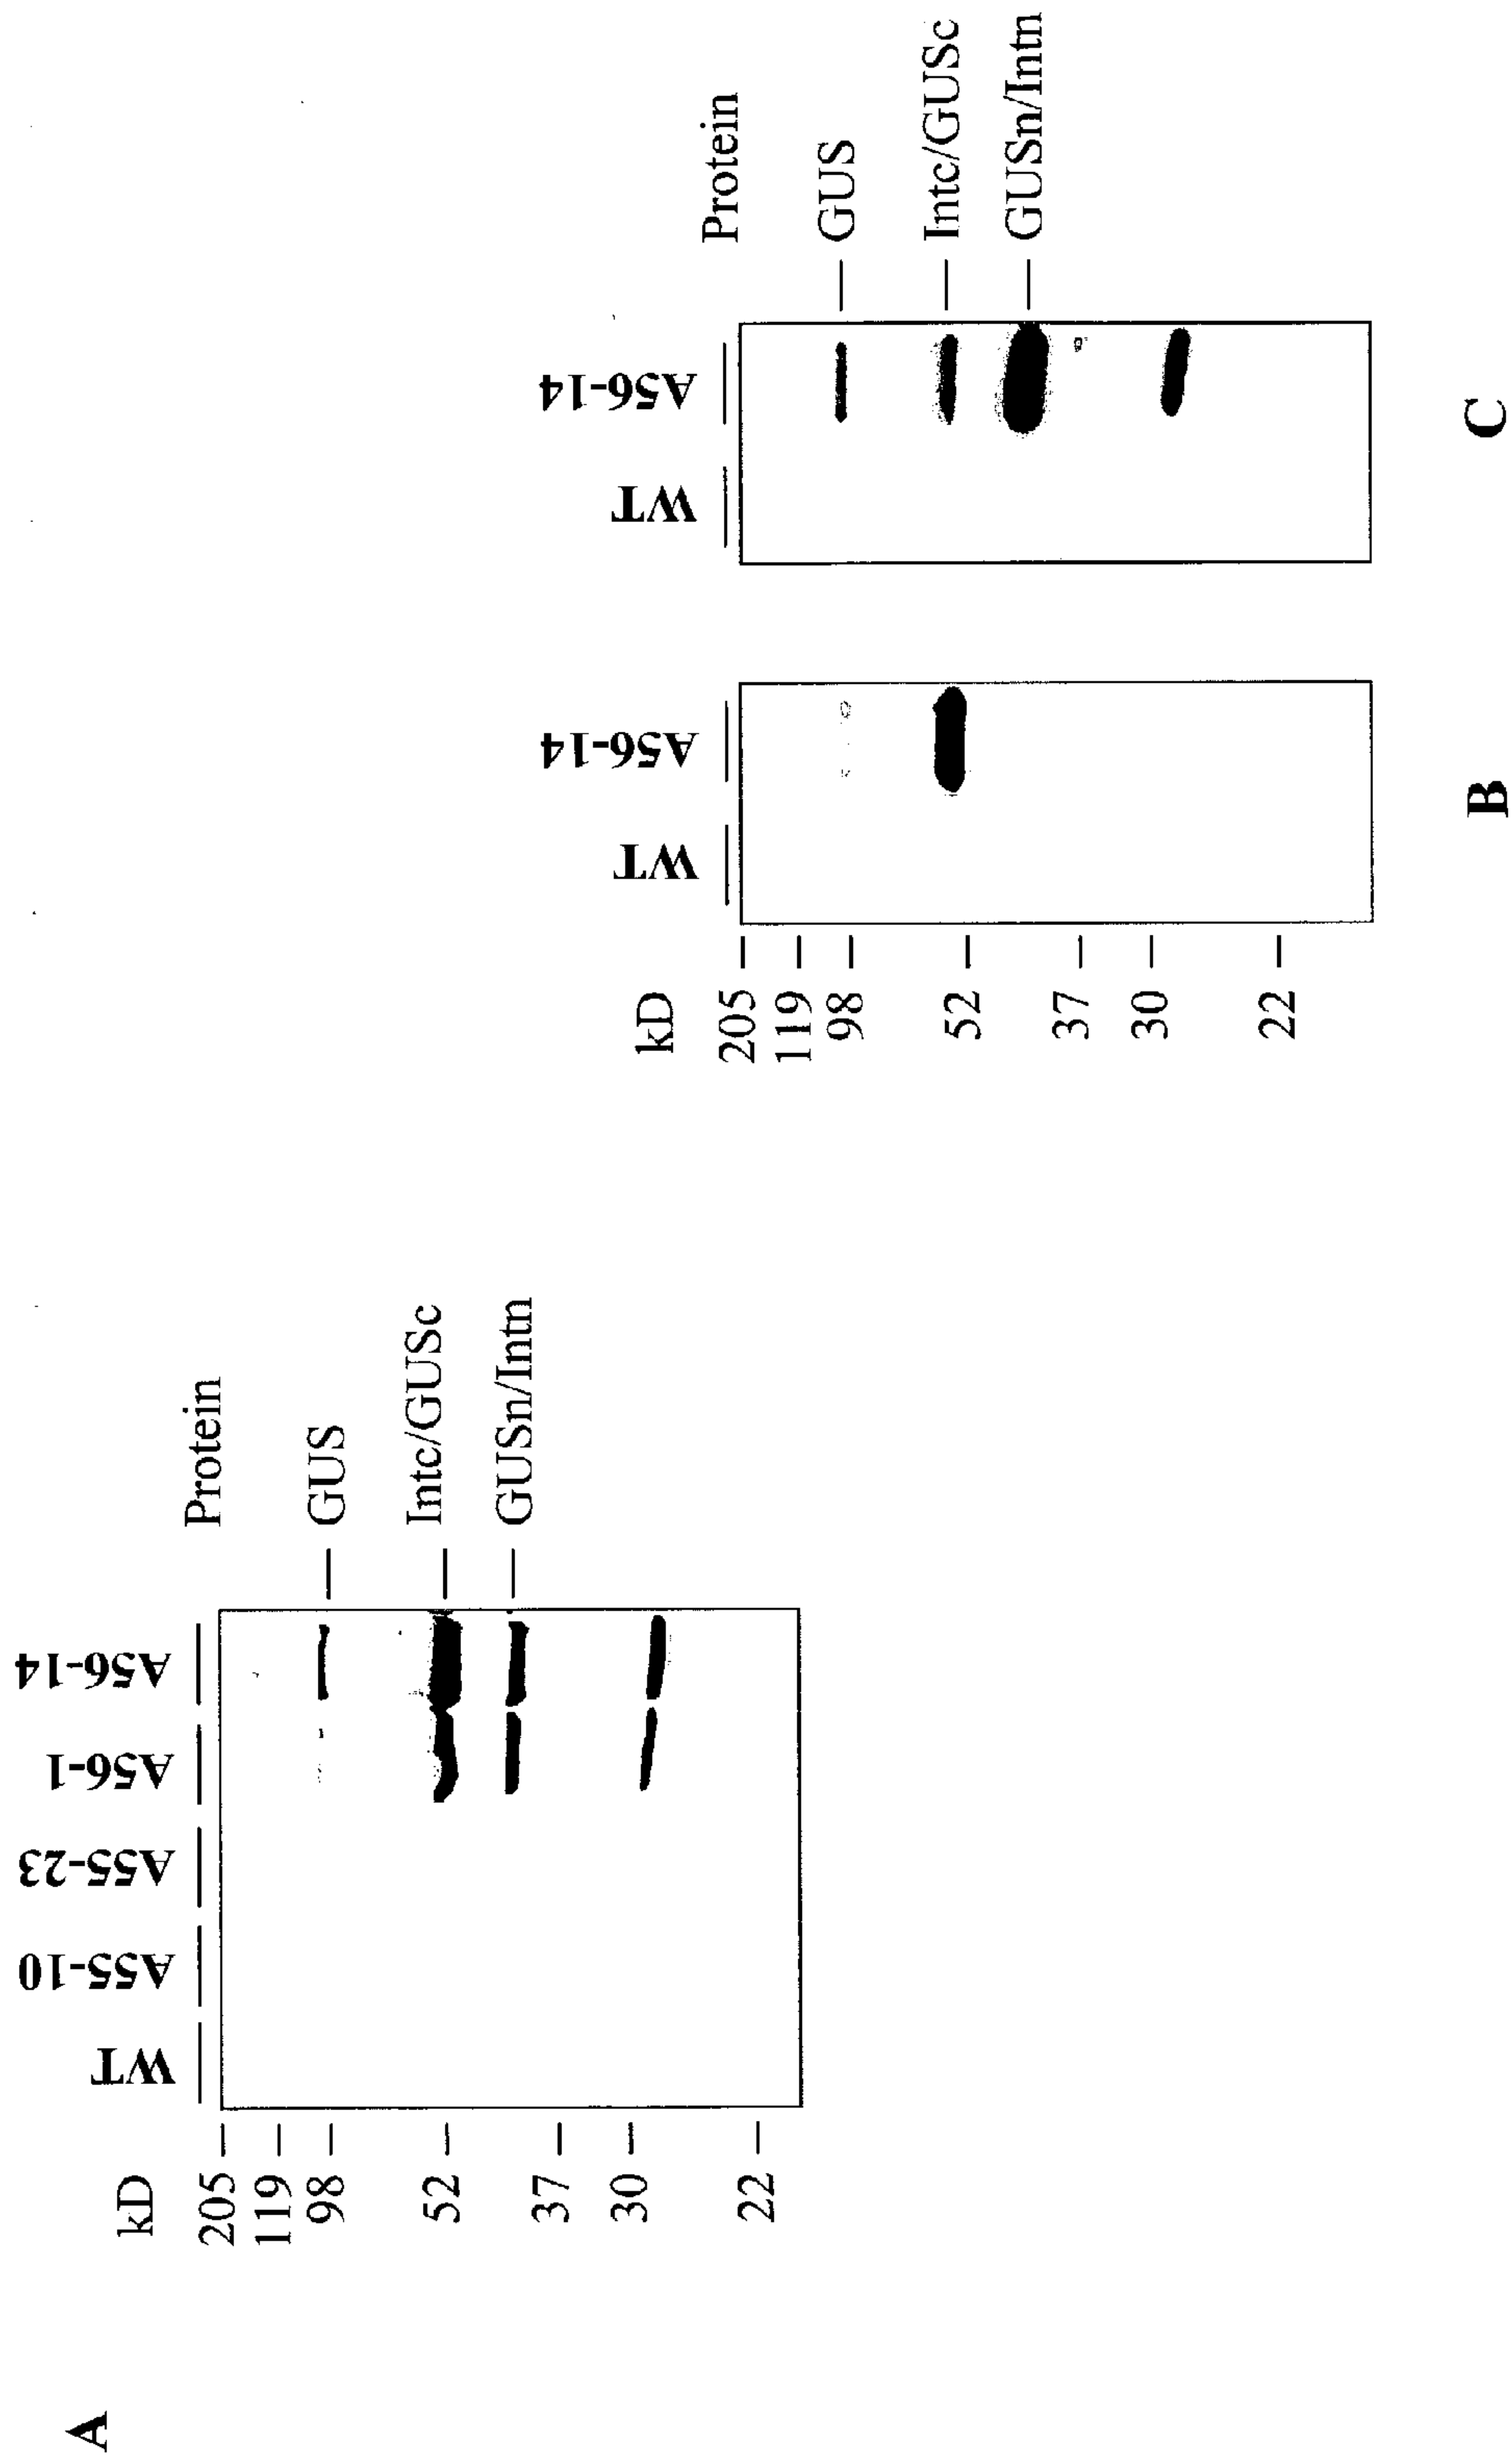 A
kD
205
119
98
52
37
30
22
WT
A55-10
A55-23
A56-1
A56-14
Protein
GUS
Intc/GUSc
GUSn/Intn
kD
205
119
98
52
37
30
22
WT
A56-14
B
WT
A56-14
Protein
GUS
Intc/GUSc
GUSn/Intn
C